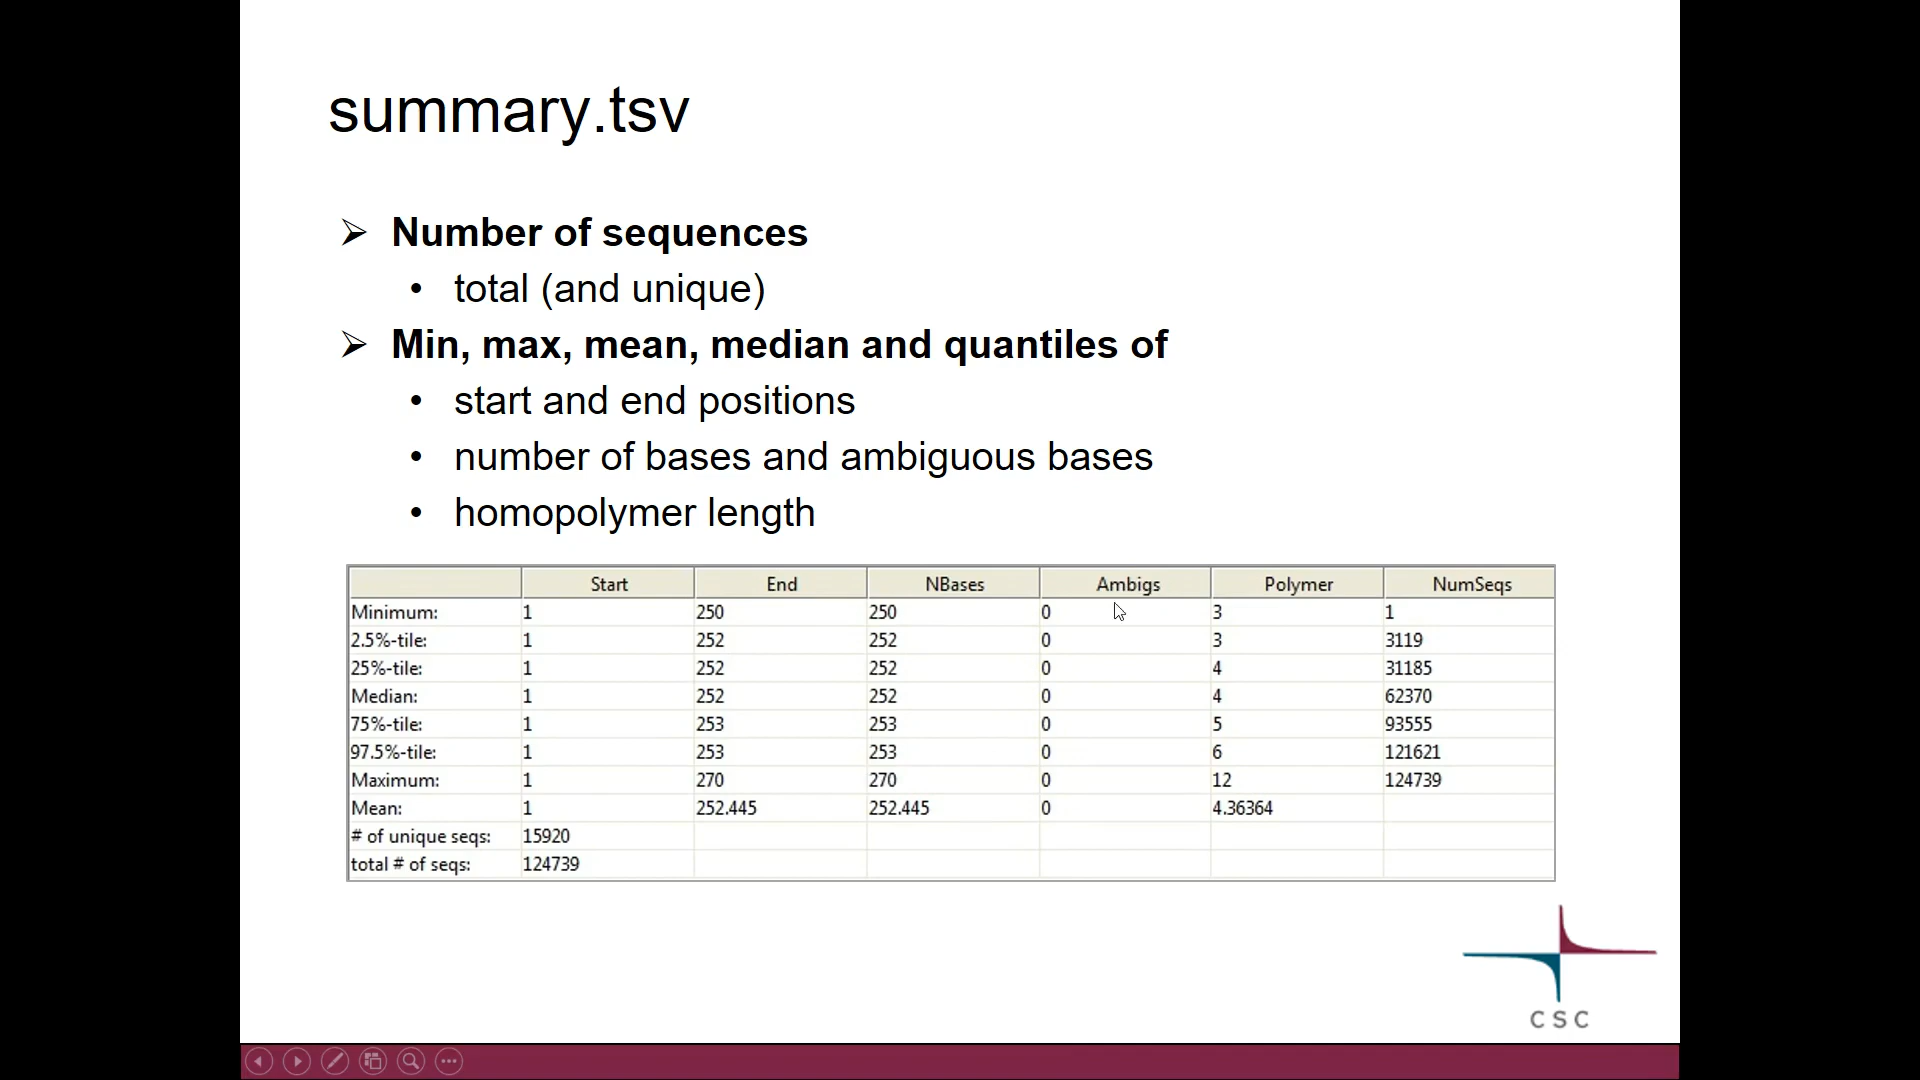 summary.tsv
➢ Number of sequences
• total (and unique)
➢ Min, max, mean, median and quantiles of
• start and end positions
• number of bases and ambiguous bases
• homopolymer length
Start End NBases Ambigs Polymer NumSeqs
Minimum: 1 250 250 0 3 1
2.5%-tile: 1 252 252 0 3 3119
25%-tile: 1 252 252 0 4 31185
Median: 1 252 252 0 4 62370
75%-tile: 1 253 253 0 5 93555
97.5%-tile: 1 253 253 0 6 121621
Maximum: 1 270 270 0 12 124739
Mean: 1 252.445 252.445 0 4.36364
# of unique seqs: 15920
total # of seqs: 124739
CSC